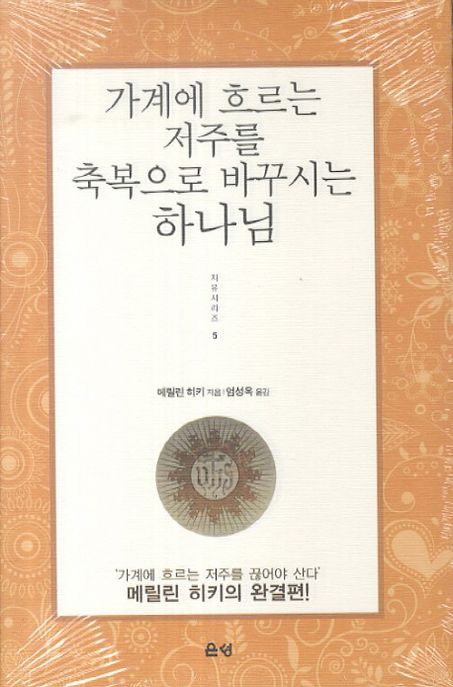 가계에 흐르는
저주를
축복으로 바꾸시는
하나님
치유시리즈
5
메릴린 히키 지음 | 엄성옥 옮김
'가계에 흐르는 저주를 끊어야 산다'
메릴린 히키의 완결편!
은성